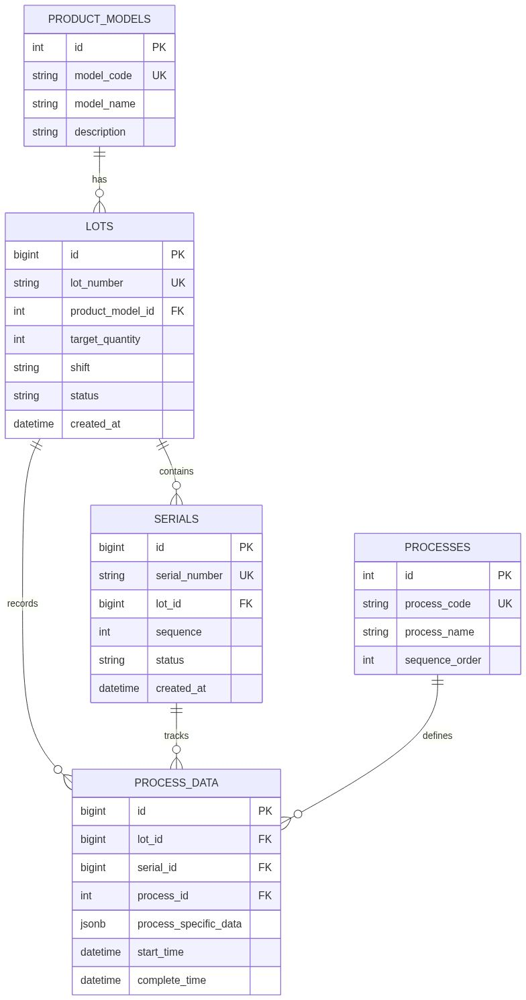 PRODUCT_MODELS
int id PK
string model_code UK
string model_name
string description
has
LOTS
bigint id PK
string lot_number UK
int product_model_id FK
int target_quantity
string shift
string status
datetime created_at
contains
SERIALS
bigint id PK
string serial_number UK
bigint lot_id FK
int sequence
string status
datetime created_at
PROCESSES
int id PK
string process_code UK
string process_name
int sequence_order
records
tracks
defines
PROCESS_DATA
bigint id PK
bigint lot_id FK
bigint serial_id FK
int process_id FK
jsonb process_specific_data
datetime start_time
datetime complete_time